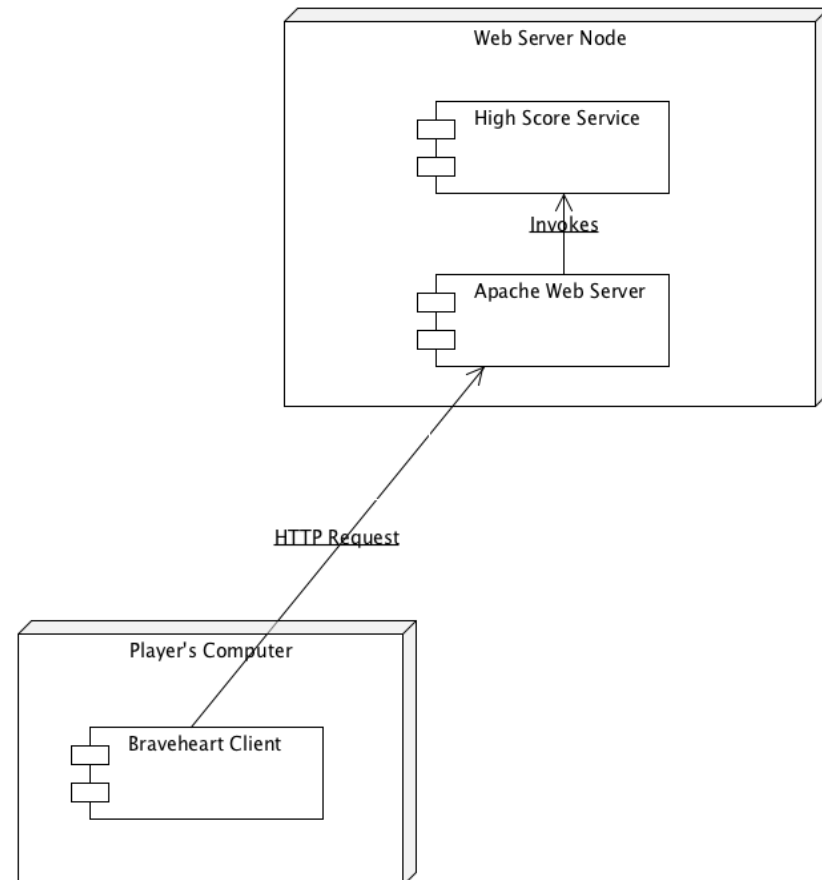 Web Server Node
High Score Service
Invokes
Apache Web Server
HTTP Request
Player's Computer
Braveheart Client